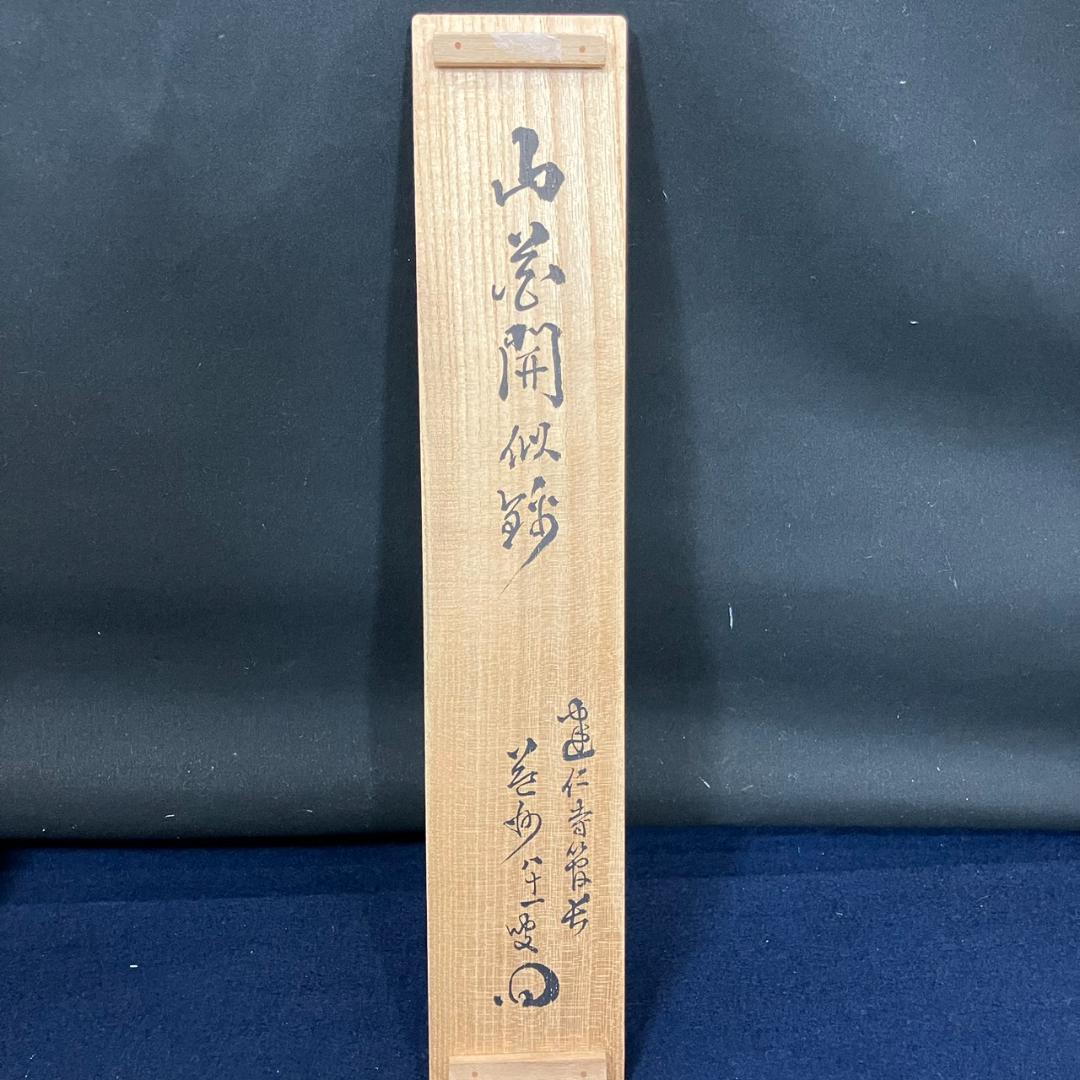 山花開似錦
建仁寺管長
益州八十一叟